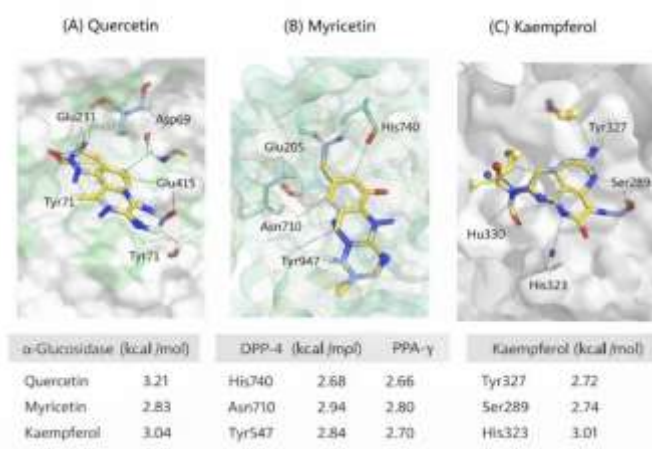 (A) Quercetin
(B) Myricetin
(C) Kaempferol
Glu231
Asp69
Glu415
Tyr71
Tyt71
His740
Glu205
Asn710
Tyr947
Tyr327
Ser289
Hu330
His323
α-Glucosidase (kcal/mol)
Quercetin 3.21
Myricetin 2.83
Kaempferol 3.04
DPP-4 (kcal/mpl) PPA-γ
His740 2.68 2.66
Asn710 2.94 2.80
Tyr547 2.84 2.70
Kaempferol (kcal/mol)
Tyr327 2.72
Ser289 2.74
His323 3.01